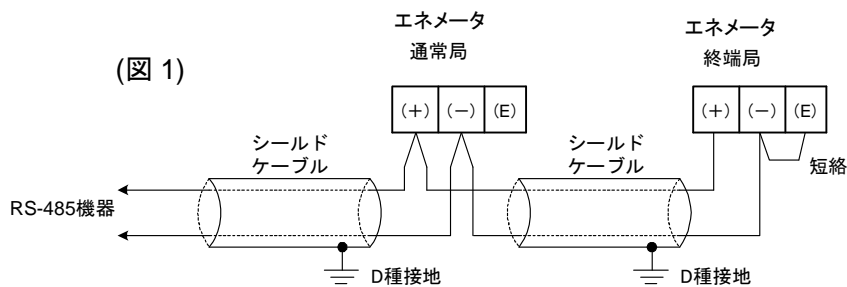 エネメータ
通常局
エネメータ
終端局
(図 1)
(+) (-) (E)
(+) (-) (E)
シールド
ケーブル
シールド
ケーブル
短絡
RS-485機器
D種接地
D種接地